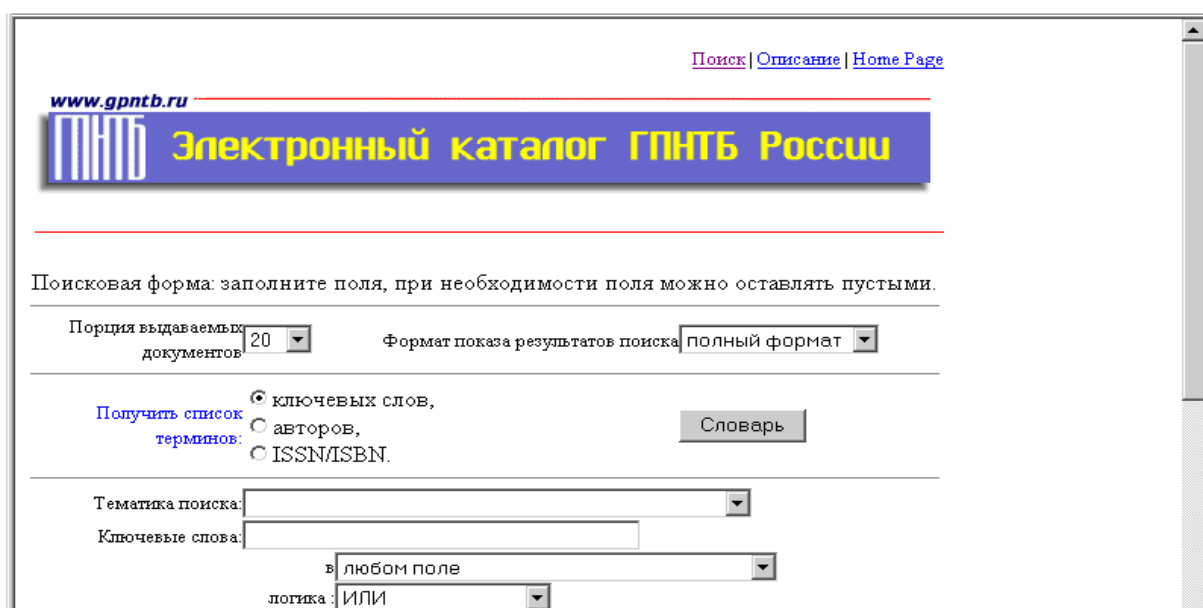 Поиск | Описание | Home Page
www.gpntb.ru
ГПНТБ Электронный каталог ГПНТБ России
Поисковая форма: заполните поля, при необходимости поля можно оставлять пустыми.
Порция выдаваемых документов 20 Формат показа результатов поиска полный формат
Получить список терминов:
ключевых слов,
авторов,
ISSN/ISBN.
Словарь
Тематика поиска:
Ключевые слова:
в любом поле
логика : ИЛИ